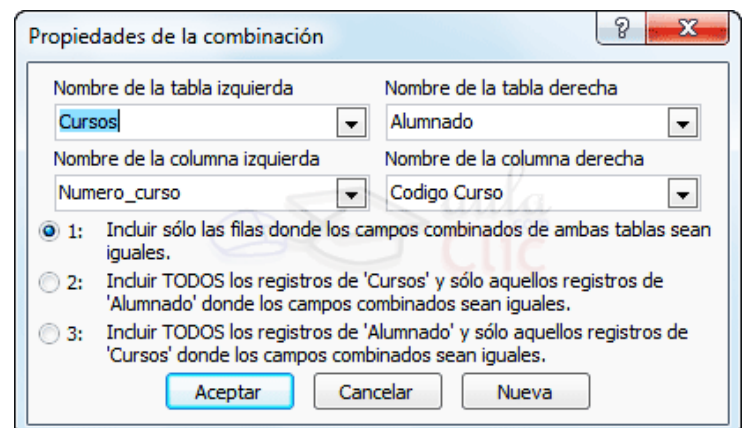 Propiedades de la combinación
Nombre de la tabla izquierda
Nombre de la tabla derecha
Cursos
Alumnado
Nombre de la columna izquierda
Nombre de la columna derecha
Numero_curso
Codigo Curso
1: Incluir sólo las filas donde los campos combinados de ambas tablas sean
iguales.
2: Incluir TODOS los registros de 'Cursos' y sólo aquellos registros de
'Alumnado' donde los campos combinados sean iguales.
3: Incluir TODOS los registros de 'Alumnado' y sólo aquellos registros de
'Cursos' donde los campos combinados sean iguales.
Aceptar
Cancelar
Nueva
aula
Clic